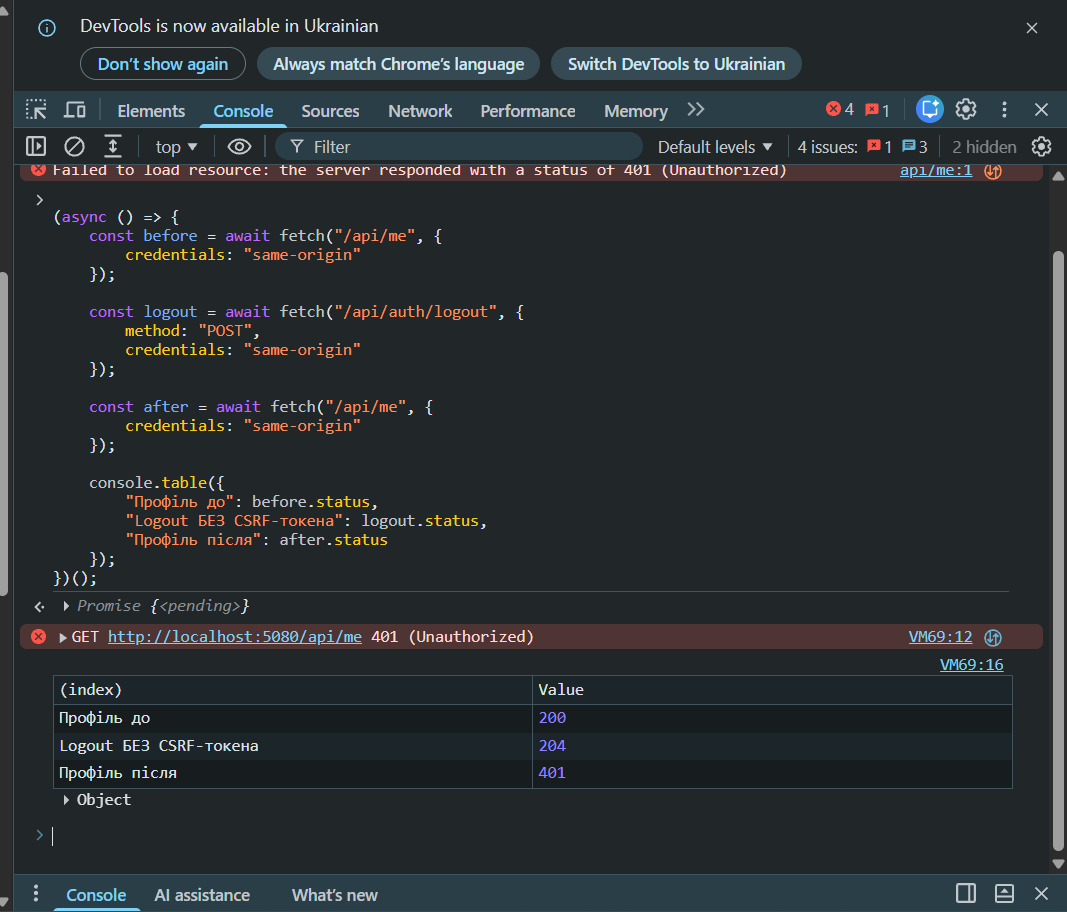 DevTools is now available in Ukrainian
Don't show again Always match Chrome's language Switch DevTools to Ukrainian
Elements Console Sources Network Performance Memory 4 1
top Filter Default levels 4 issues: 1 3 2 hidden
Failed to load resource: the server responded with a status of 401 (Unauthorized) api/me:1
(async () => {
    const before = await fetch("/api/me", {
        credentials: "same-origin"
    });

    const logout = await fetch("/api/auth/logout", {
        method: "POST",
        credentials: "same-origin"
    });

    const after = await fetch("/api/me", {
        credentials: "same-origin"
    });

    console.table({
        "Профіль до": before.status,
        "Logout БЕЗ CSRF-токена": logout.status,
        "Профіль після": after.status
    });
})();
Promise {<pending>}
GET http://localhost:5080/api/me 401 (Unauthorized) VM69:12
VM69:16
(index) Value
Профіль до 200
Logout БЕЗ CSRF-токена 204
Профіль після 401
Object
Console AI assistance What's new